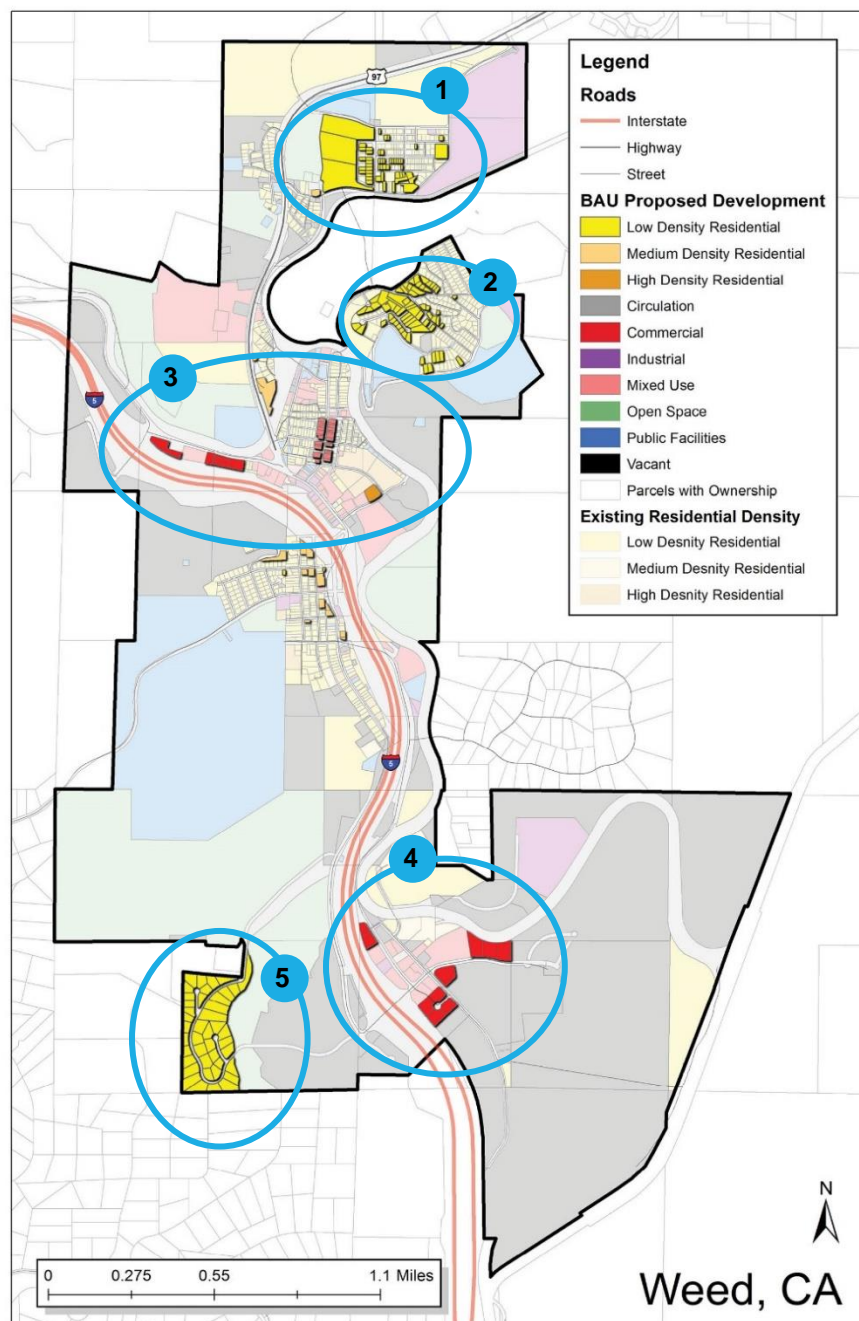 97
1
2
3
5
5
4
5
Legend
Roads
Interstate
Highway
Street
BAU Proposed Development
Low Density Residential
Medium Density Residential
High Density Residential
Circulation
Commercial
Industrial
Mixed Use
Open Space
Public Facilities
Vacant
Parcels with Ownership
Existing Residential Density
Low Desnity Residential
Medium Desnity Residential
High Desnity Residential
N
0 0.275 0.55 1.1 Miles
Weed, CA